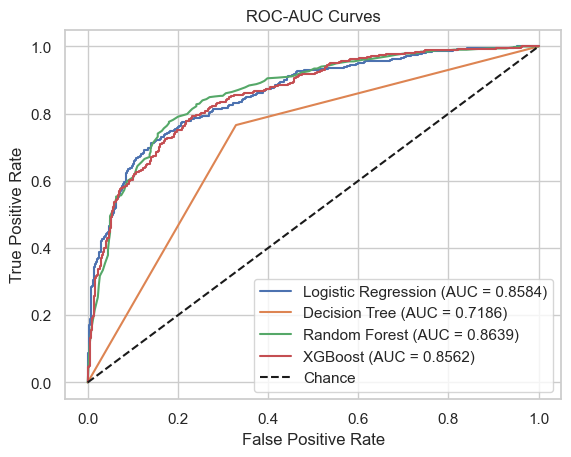 ROC-AUC Curves
True Positive Rate
1.0
0.8
0.6
0.4
0.2
0.0
Logistic Regression (AUC = 0.8584)
Decision Tree (AUC = 0.7186)
Random Forest (AUC = 0.8639)
XGBoost (AUC = 0.8562)
Chance
0.0 0.2 0.4 0.6 0.8 1.0
False Positive Rate